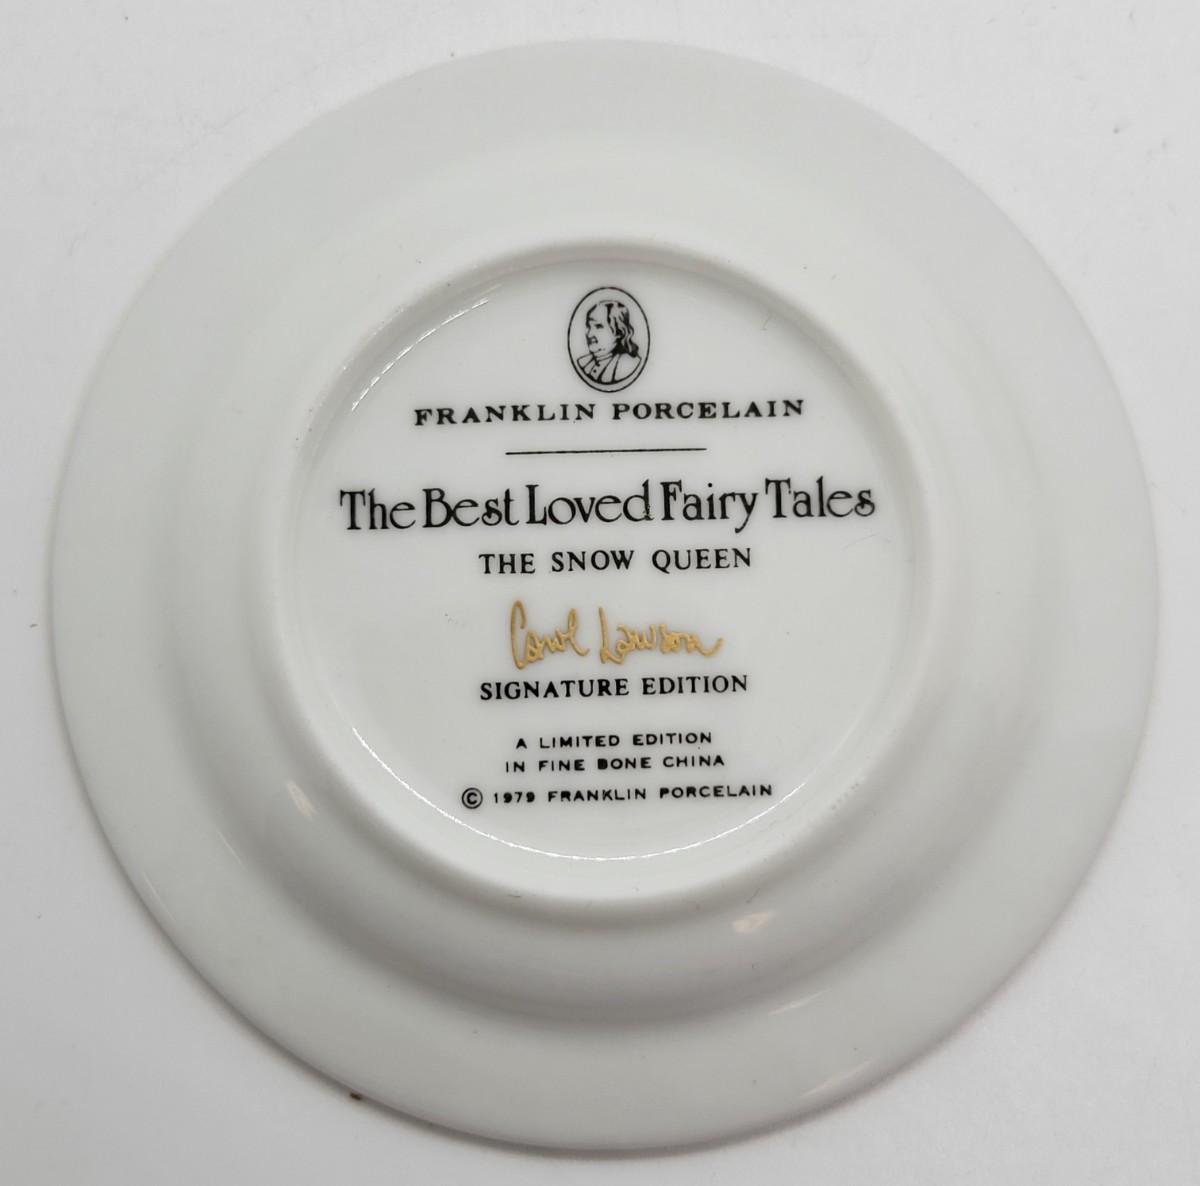 FRANKLIN PORCELAIN
The Best Loved Fairy Tales
THE SNOW QUEEN
Carol Lawson
SIGNATURE EDITION
A LIMITED EDITION
IN FINE BONE CHINA
© 1979 FRANKLIN PORCELAIN